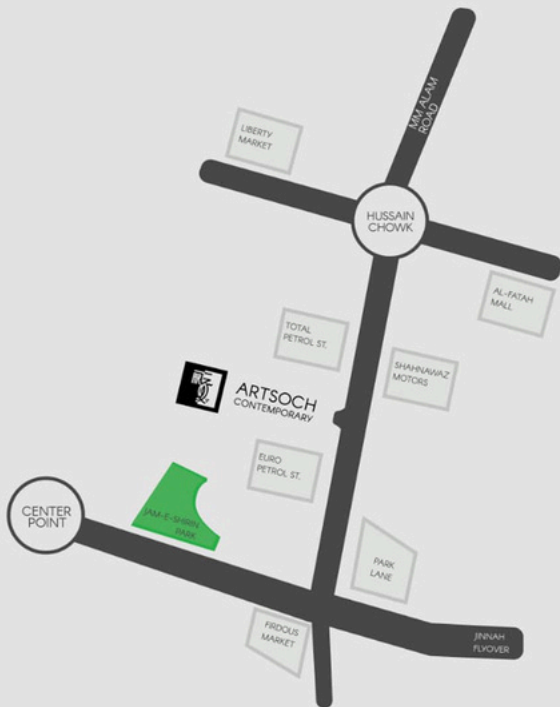 MM ALAM
ROAD
LIBERTY
MARKET
HUSSAIN
CHOWK
AL-FATAH
MALL
TOTAL
PETROL ST.
SHAHNAWAZ
MOTORS
ARTSOCH
CONTEMPORARY
EURO
PETROL ST.
CENTER
POINT
JAM-E-SHIRIN
PARK
PARK
LANE
FIRDOUS
MARKET
JINNAH
FLYOVER